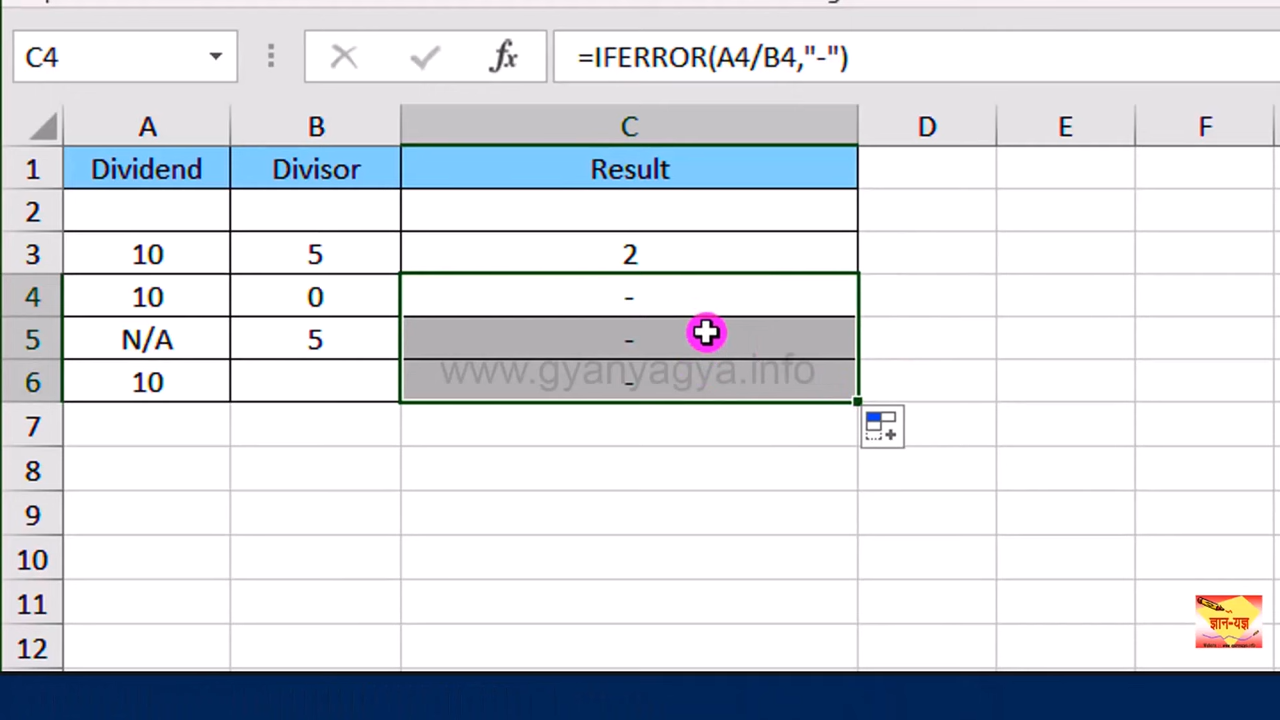 C4
fx
=IFERROR(A4/B4,"-")
A B C D E F
1 Dividend Divisor Result
2
3 10 5 2
4 10 0 -
5 N/A 5 -
6 10 -
www.gyanyagya.info
7
8
9
10
11
12
ज्ञान-यज्ञ